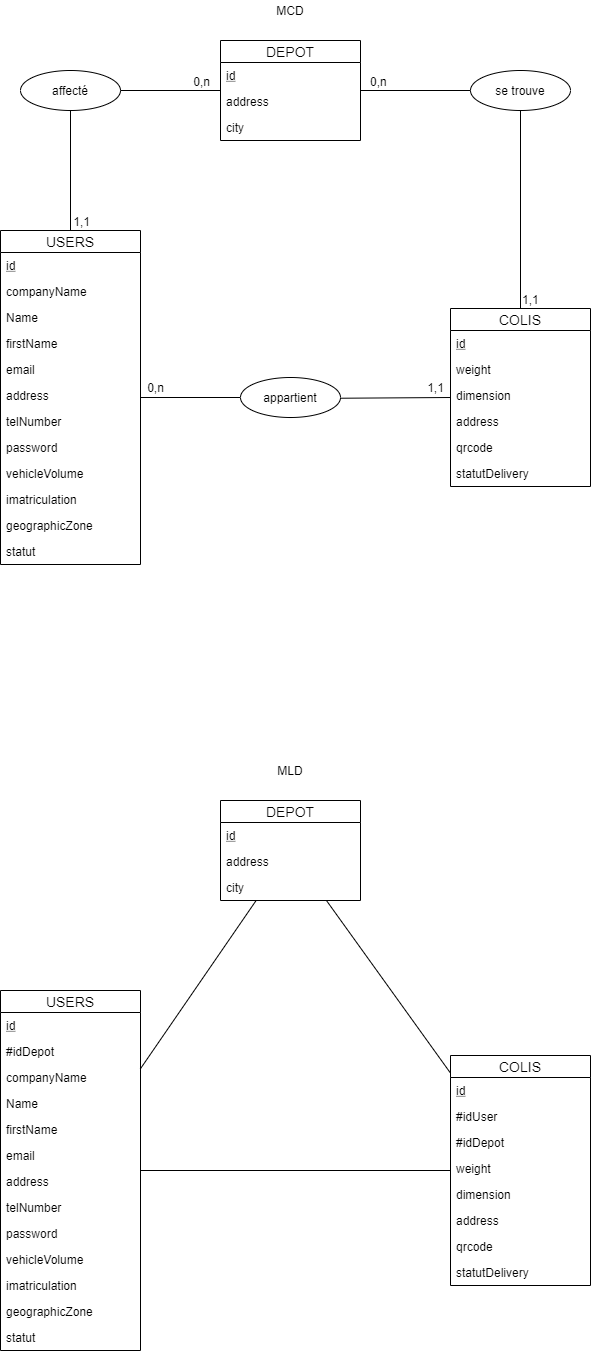 MCD
DEPOT
id
address
city
affecté
0,n
0,n
se trouve
1,1
USERS
id
companyName
Name
firstName
email
address
telNumber
password
vehicleVolume
imatriculation
geographicZone
statut
0,n
appartient
1,1
1,1
COLIS
id
weight
dimension
address
qrcode
statutDelivery
MLD
DEPOT
id
address
city
USERS
id
#idDepot
companyName
Name
firstName
email
address
telNumber
password
vehicleVolume
imatriculation
geographicZone
statut
COLIS
id
#idUser
#idDepot
weight
dimension
address
qrcode
statutDelivery